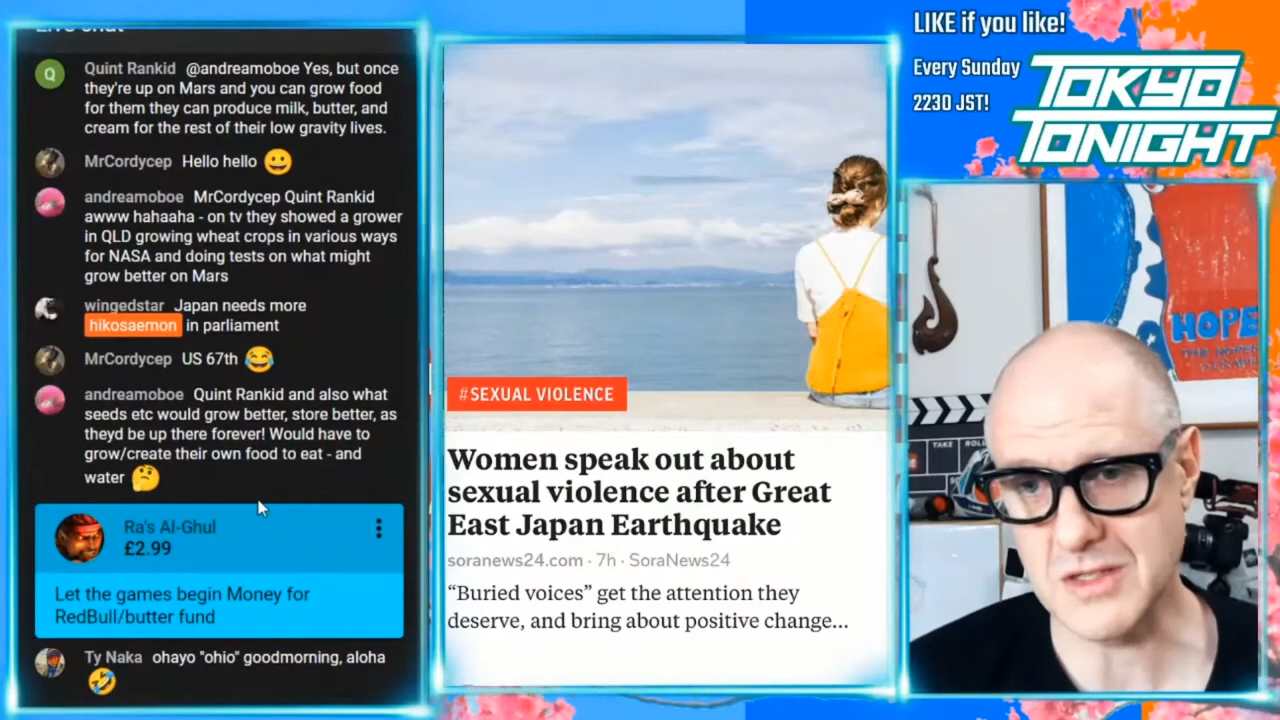 Live chat
Quint Rankid @andreamoboe Yes, but once
they're up on Mars and you can grow food
for them they can produce milk, butter, and
cream for the rest of their low gravity lives.
MrCordycep Hello hello 😀
andreamoboe MrCordycep Quint Rankid
awww hahaaha - on tv they showed a grower
in QLD growing wheat crops in various ways
for NASA and doing tests on what might
grow better on Mars
wingedstar Japan needs more
hikosaemon in parliament
MrCordycep US 67th 😂
andreamoboe Quint Rankid and also what
seeds etc would grow better, store better, as
theyd be up there forever! Would have to
grow/create their own food to eat - and
water 🤔
Ra's Al-Ghul
£2.99
Let the games begin Money for
RedBull/butter fund
Ty Naka ohayo "ohio" goodmorning, aloha
🤣
Q
#SEXUAL VIOLENCE
Women speak out about
sexual violence after Great
East Japan Earthquake
soranews24.com · 7h · SoraNews24
“Buried voices” get the attention they
deserve, and bring about positive change...
LIKE if you like!
Every Sunday
2230 JST!
TOKYO
TONIGHT
HOPE
TAKE ROLL